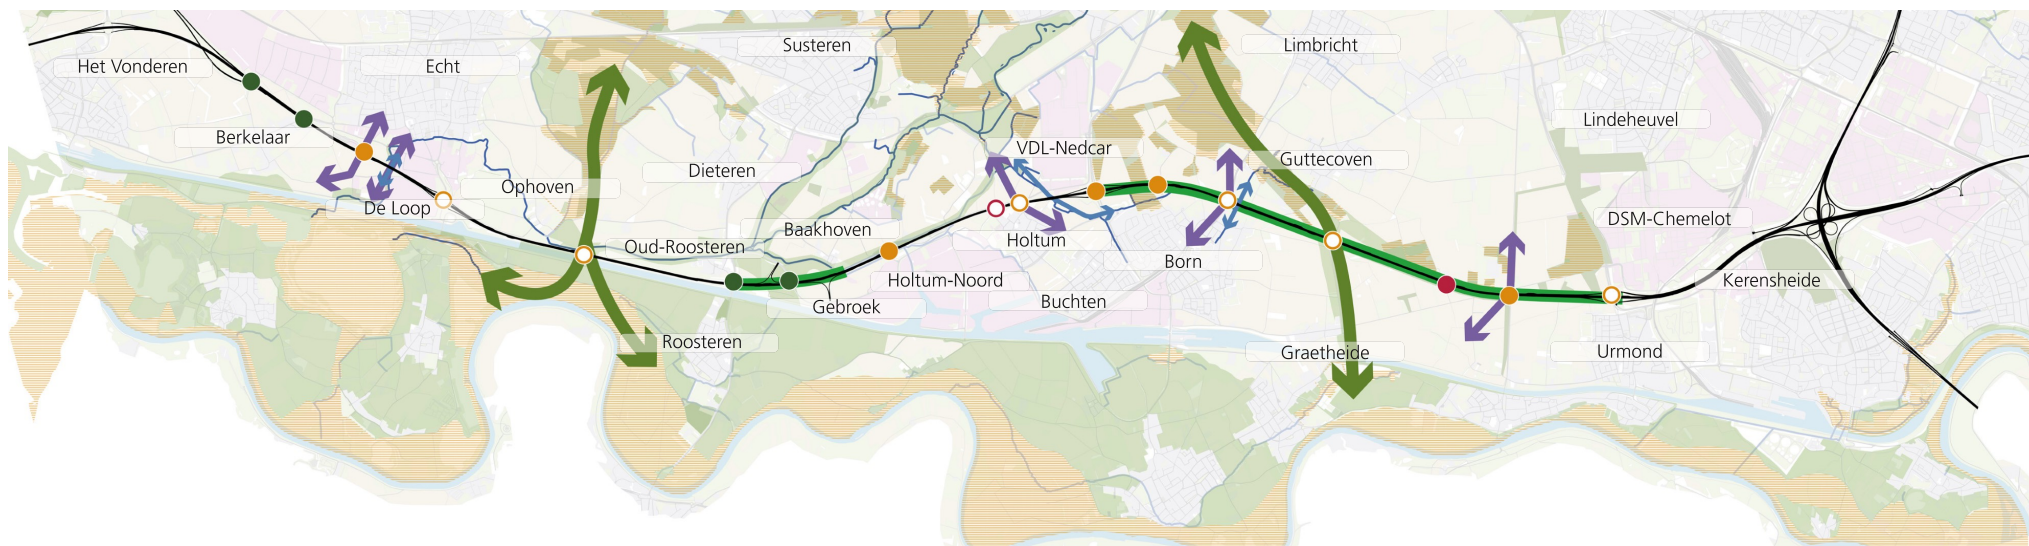 Het Vonderen
Echt
Susteren
Limbricht
Berkelaar
VDL-Nedcar
Lindeheuvel
Ophoven
Dieteren
Guttecoven
De Loop
Oud-Roosteren
Baakhoven
Holtum
DSM-Chemelot
Born
Holtum-Noord
Gebroek
Buchten
Kerensheide
Roosteren
Graetheide
Urmond